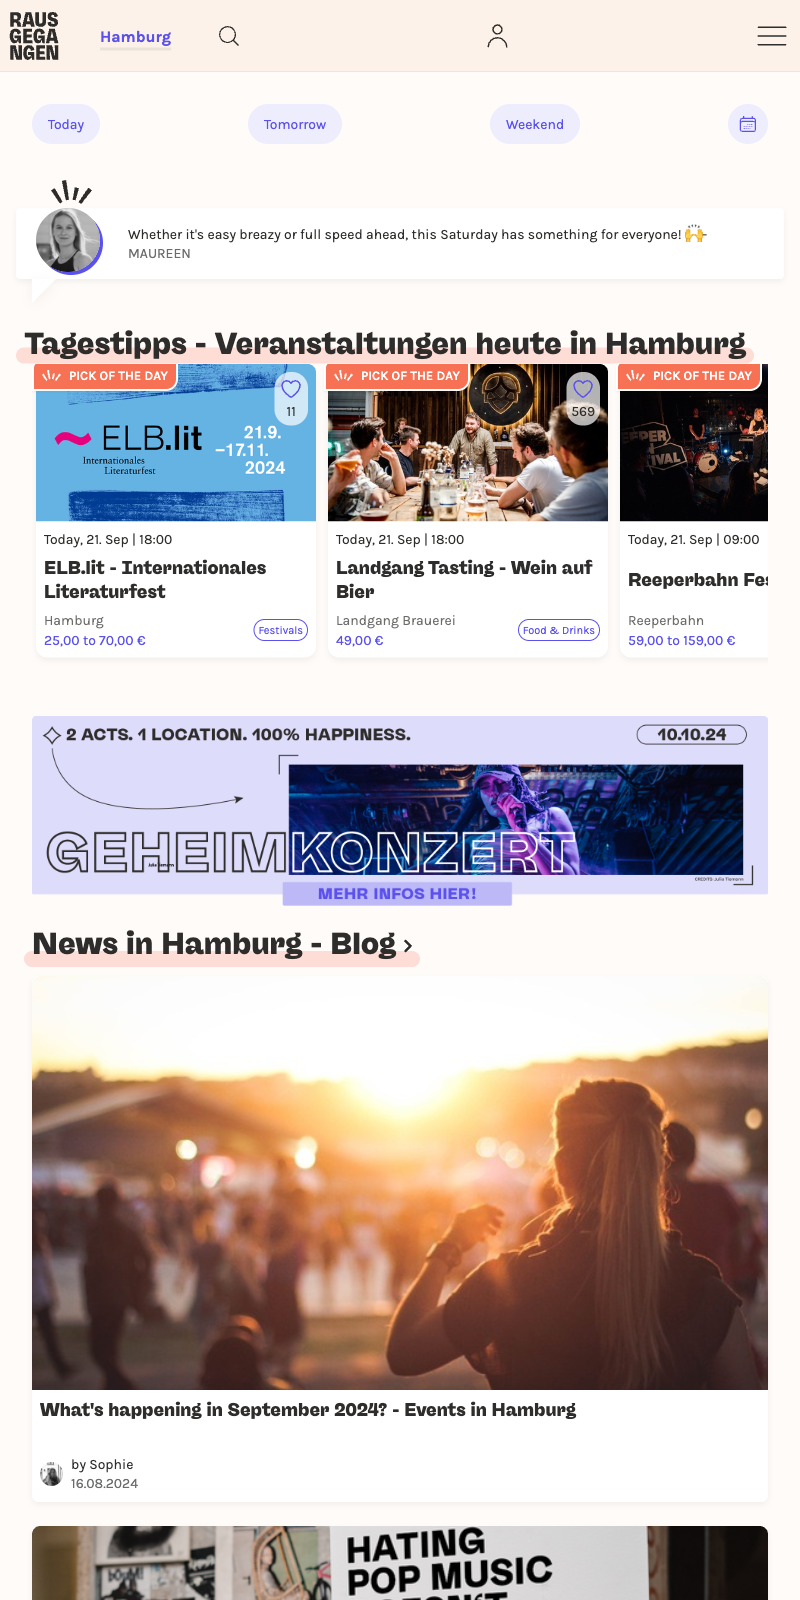 RAUS
GEGA
NGEN
Hamburg
Today
Tomorrow
Weekend
Whether it's easy breazy or full speed ahead, this Saturday has something for everyone! 🙌
MAUREEN
Tagestipps - Veranstaltungen heute in Hamburg
PICK OF THE DAY
11
ELB.lit
Internationales
Literaturfest
21.9.
–17.11.
2024
Today, 21. Sep | 18:00
ELB.lit - Internationales
Literaturfest
Hamburg
25,00 to 70,00 €
Festivals
PICK OF THE DAY
569
Today, 21. Sep | 18:00
Landgang Tasting - Wein auf
Bier
Landgang Brauerei
49,00 €
Food & Drinks
PICK OF THE DAY
Today, 21. Sep | 09:00
Reeperbahn Fes
Reeperbahn
59,00 to 159,00 €
2 ACTS. 1 LOCATION. 100% HAPPINESS.
10.10.24
GEHEIMKONZERT
MEHR INFOS HIER!
News in Hamburg - Blog ›
What's happening in September 2024? - Events in Hamburg
by Sophie
16.08.2024
HATING
POP MUSIC